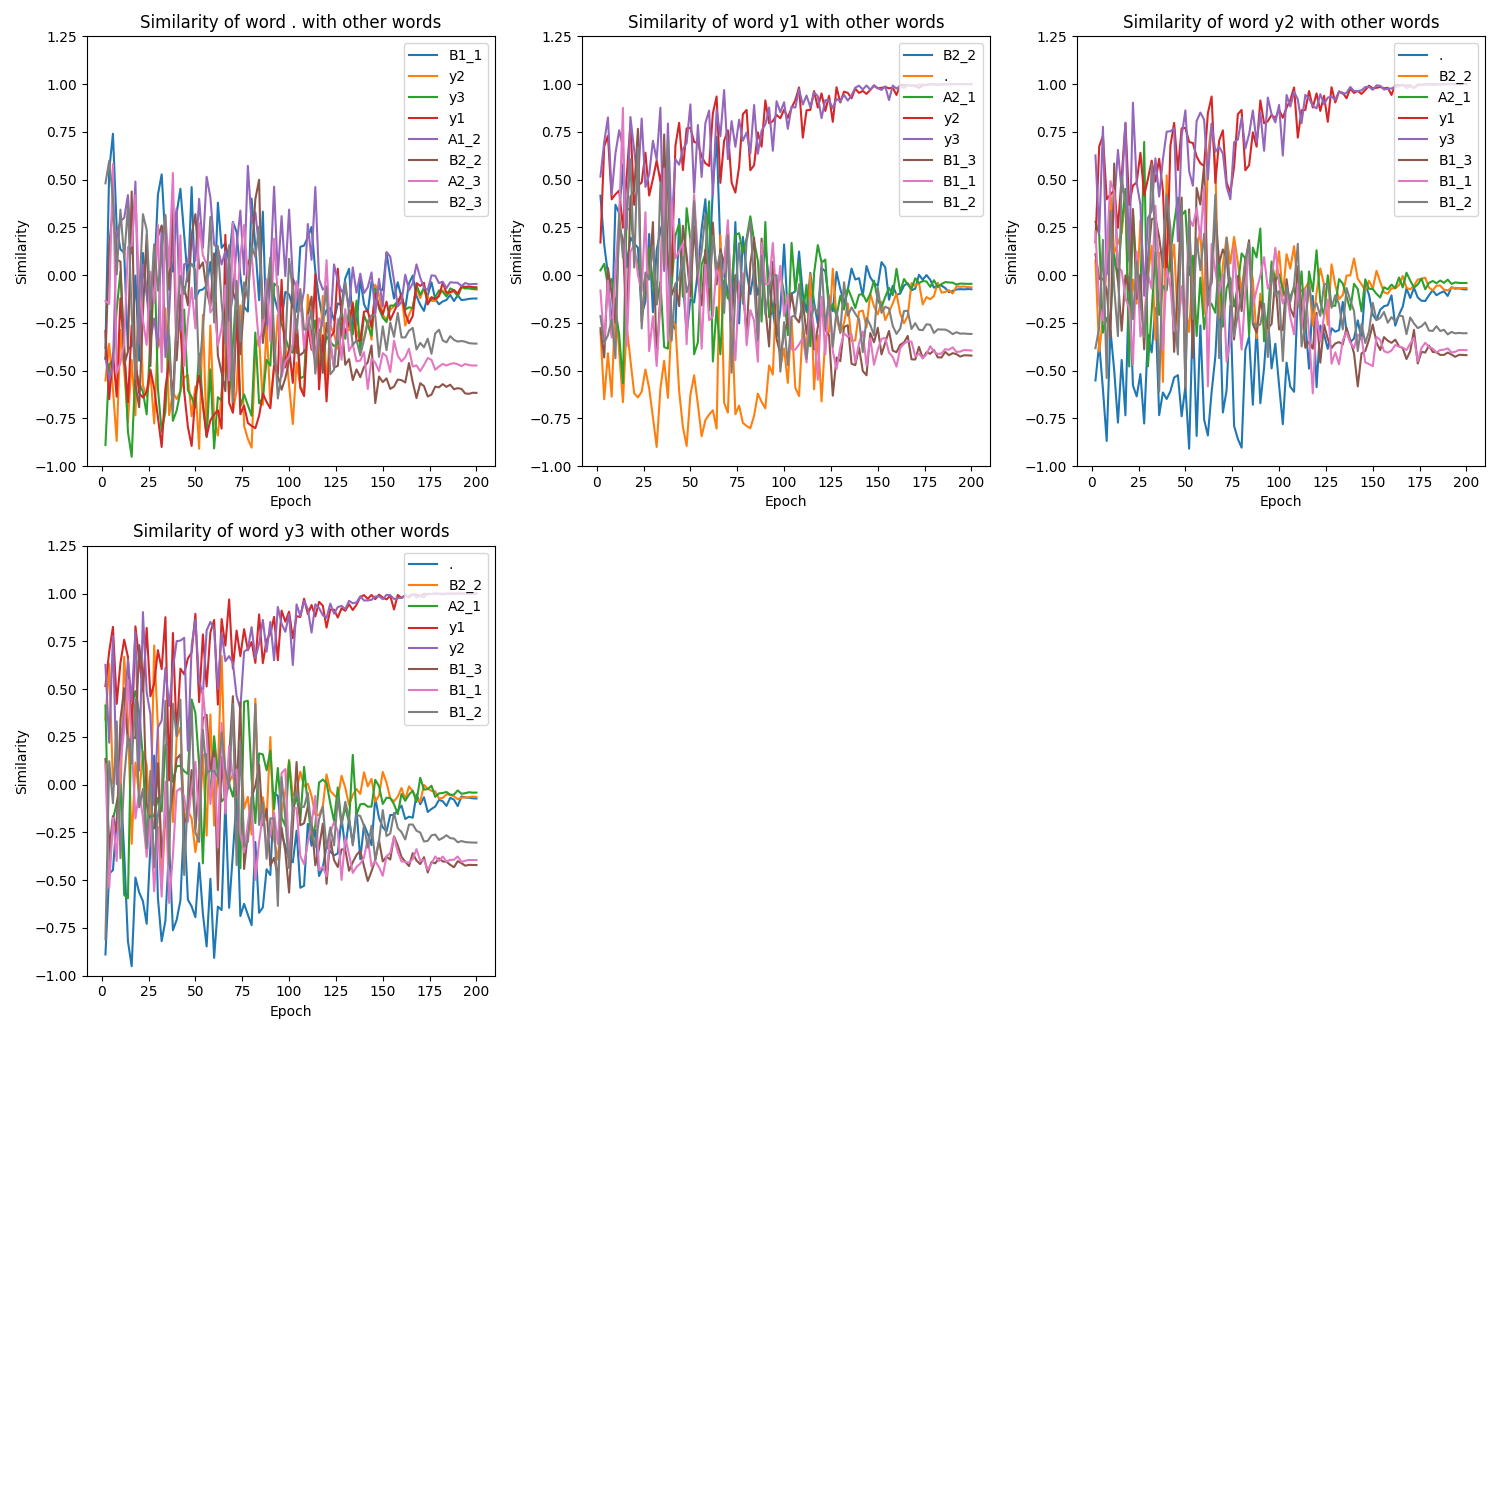 Similarity of word . with other words
1.25
1.00
0.75
0.50
0.25
0.00
−0.25
−0.50
−0.75
−1.00
Similarity
0 25 50 75 100 125 150 175 200
Epoch
B1_1
y2
y3
y1
A1_2
B2_2
A2_3
B2_3
Similarity of word y1 with other words
1.25
1.00
0.75
0.50
0.25
0.00
−0.25
−0.50
−0.75
−1.00
Similarity
0 25 50 75 100 125 150 175 200
Epoch
B2_2
.
A2_1
y2
y3
B1_3
B1_1
B1_2
Similarity of word y2 with other words
1.25
1.00
0.75
0.50
0.25
0.00
−0.25
−0.50
−0.75
−1.00
Similarity
0 25 50 75 100 125 150 175 200
Epoch
.
B2_2
A2_1
y1
y3
B1_3
B1_1
B1_2
Similarity of word y3 with other words
1.25
1.00
0.75
0.50
0.25
0.00
−0.25
−0.50
−0.75
−1.00
Similarity
0 25 50 75 100 125 150 175 200
Epoch
.
B2_2
A2_1
y1
y2
B1_3
B1_1
B1_2